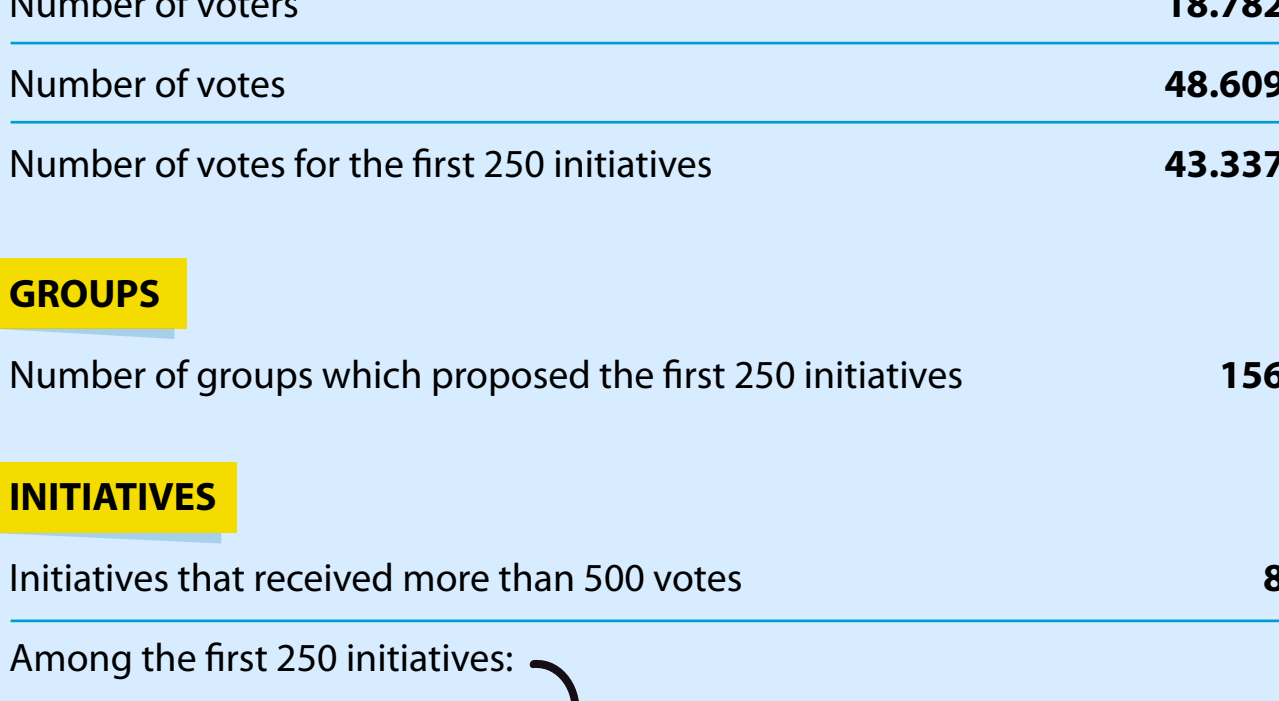 Number of voters 18.782
Number of votes 48.609
Number of votes for the first 250 initiatives 43.337
GROUPS
Number of groups which proposed the first 250 initiatives 156
INITIATIVES
Initiatives that received more than 500 votes 8
Among the first 250 initiatives: